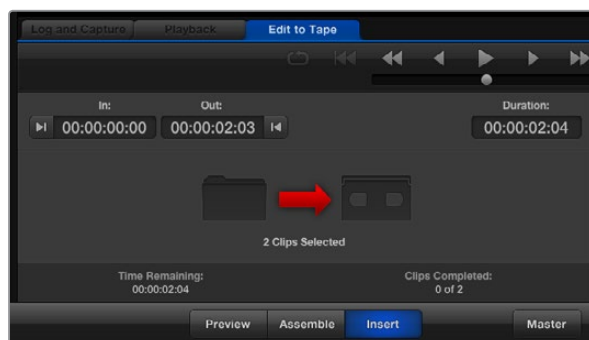 Log and Capture Playback Edit to Tape
In: Out: Duration:
00:00:00:00 00:00:02:03 00:00:02:04
2 Clips Selected
Time Remaining: Clips Completed:
00:00:02:04 0 of 2
Preview Assemble Insert Master